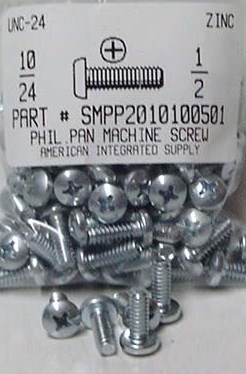 UNC-24 ZINC
10 1
24 2
PART # SMPP2010100501
PHIL PAN MACHINE SCREW
AMERICAN INTEGRATED SUPPLY